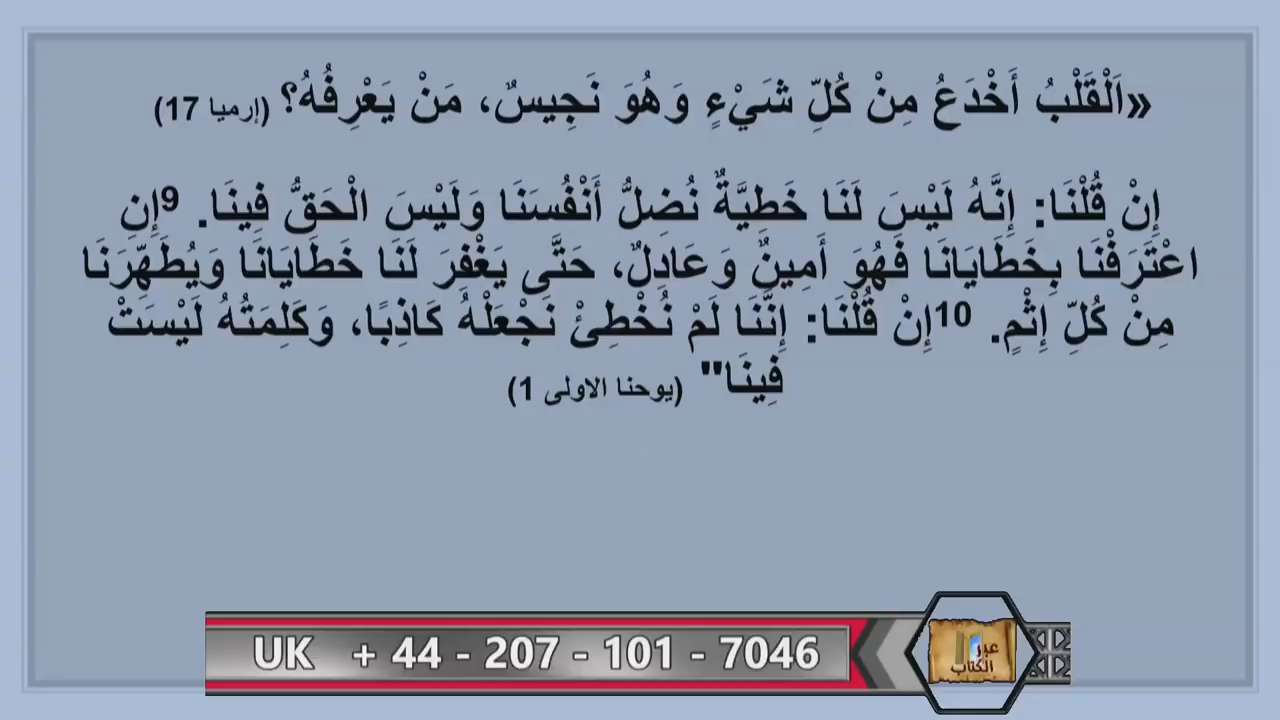 «اَلْقَلْبُ أَخْدَعُ مِنْ كُلِّ شَيْءٍ وَهُوَ نَجِيسٌ، مَنْ يَعْرِفُهُ؟ (إرميا 17)
إِنْ قُلْنَا: إِنَّهُ لَيْسَ لَنَا خَطِيَّةٌ نُضِلُّ أَنْفُسَنَا وَلَيْسَ الْحَقُّ فِينَا. 9إِنِ
اعْتَرَفْنَا بِخَطَايَانَا فَهُوَ أَمِينٌ وَعَادِلٌ، حَتَّى يَغْفِرَ لَنَا خَطَايَانَا وَيُطَهِّرَنَا
مِنْ كُلِّ إِثْمٍ. 10إِنْ قُلْنَا: إِنَّنَا لَمْ نُخْطِئْ نَجْعَلْهُ كَاذِبًا، وَكَلِمَتُهُ لَيْسَتْ
فِينَا" (يوحنا الاولى 1)
UK + 44 - 207 - 101 - 7046
عبر
الكتاب